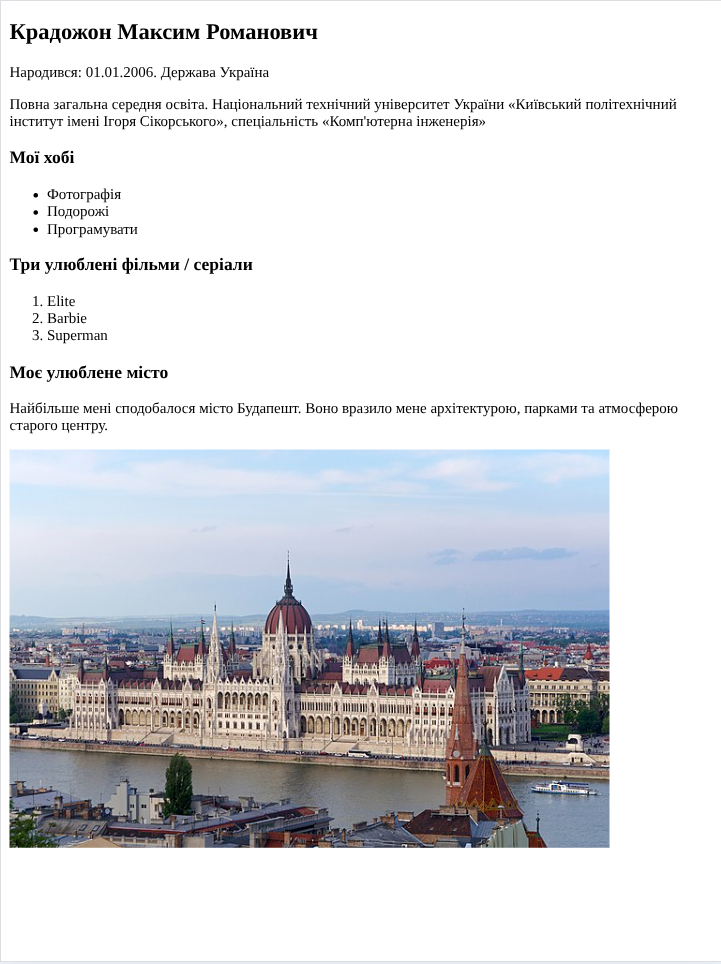 Крадожон Максим Романович
Народився: 01.01.2006. Держава Україна
Повна загальна середня освіта. Національний технічний університет України «Київський політехнічний
інститут імені Ігоря Сікорського», спеціальність «Комп'ютерна інженерія»
Мої хобі
• Фотографія
• Подорожі
• Програмувати
Три улюблені фільми / серіали
1. Elite
2. Barbie
3. Superman
Моє улюблене місто
Найбільше мені сподобалося місто Будапешт. Воно вразило мене архітектурою, парками та атмосферою
старого центру.